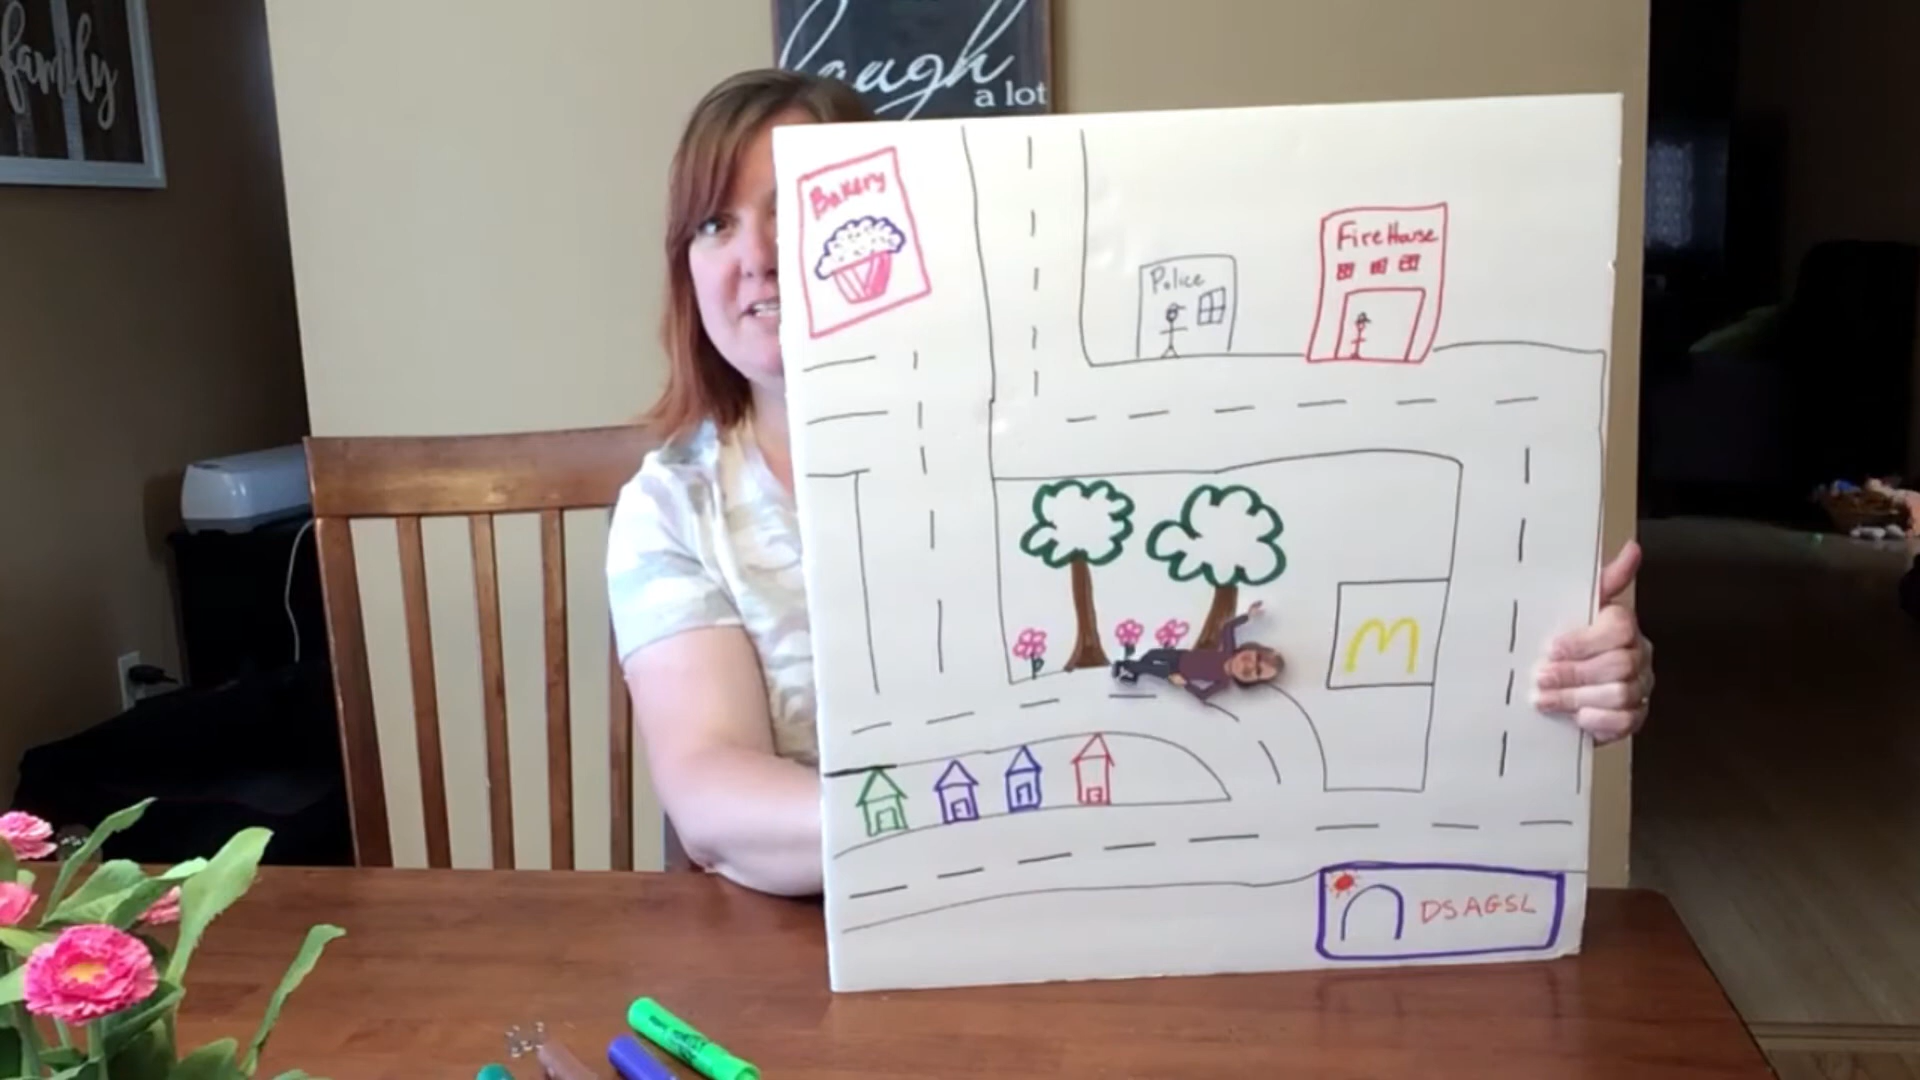 family
laugh
a lot
Bakery
Police
Fire House
M
DSAGSL